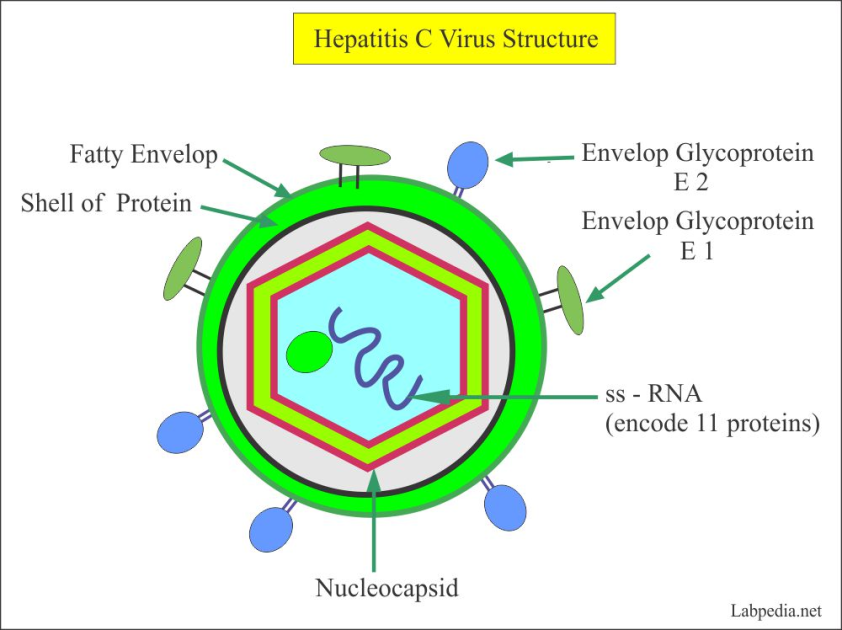 Hepatitis C Virus Structure
Fatty Envelop
Shell of Protein
Envelop Glycoprotein
E 2
Envelop Glycoprotein
E 1
ss - RNA
(encode 11 proteins)
Nucleocapsid
Labpedia.net